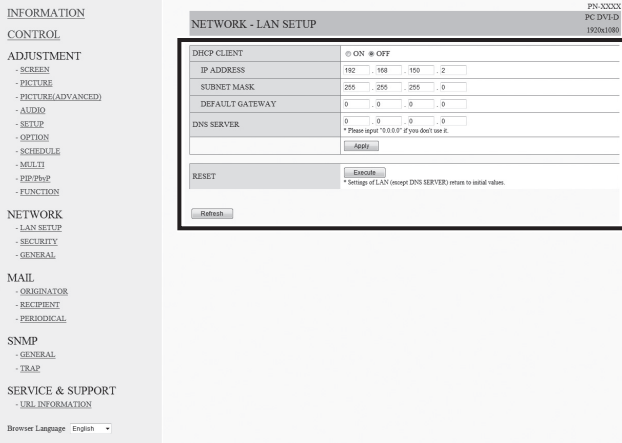 INFORMATION
CONTROL
ADJUSTMENT
- SCREEN
- PICTURE
- PICTURE(ADVANCED)
- AUDIO
- SETUP
- OPTION
- SCHEDULE
- MULTI
- PIP/PbyP
- FUNCTION
NETWORK
- LAN SETUP
- SECURITY
- GENERAL
MAIL
- ORIGINATOR
- RECIPIENT
- PERIODICAL
SNMP
- GENERAL
- TRAP
SERVICE & SUPPORT
- URL INFORMATION
Browser Language English
PN-XXXX
NETWORK - LAN SETUP
PC DVI-D
1920x1080
DHCP CLIENT ON OFF
IP ADDRESS 192 . 168 . 150 . 2
SUBNET MASK 255 . 255 . 255 . 0
DEFAULT GATEWAY 0 . 0 . 0 . 0
DNS SERVER 0 . 0 . 0 . 0
* Please input "0.0.0.0" if you don't use it.
Apply
RESET Execute
* Settings of LAN (except DNS SERVER) return to initial values.
Refresh